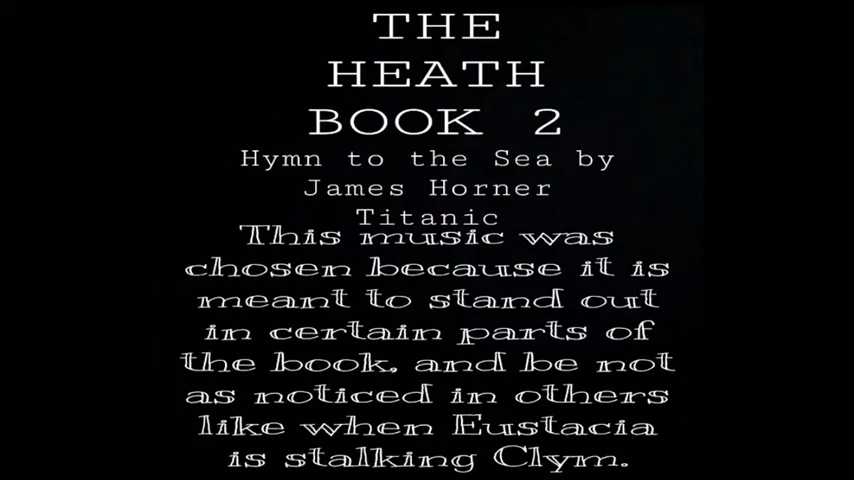 THE
HEATH
BOOK 2
Hymn to the Sea by
James Horner
Titanic
This music was
chosen because it is
meant to stand out
in certain parts of
the book, and be not
as noticed in others
like when Eustacia
is stalking Clym.